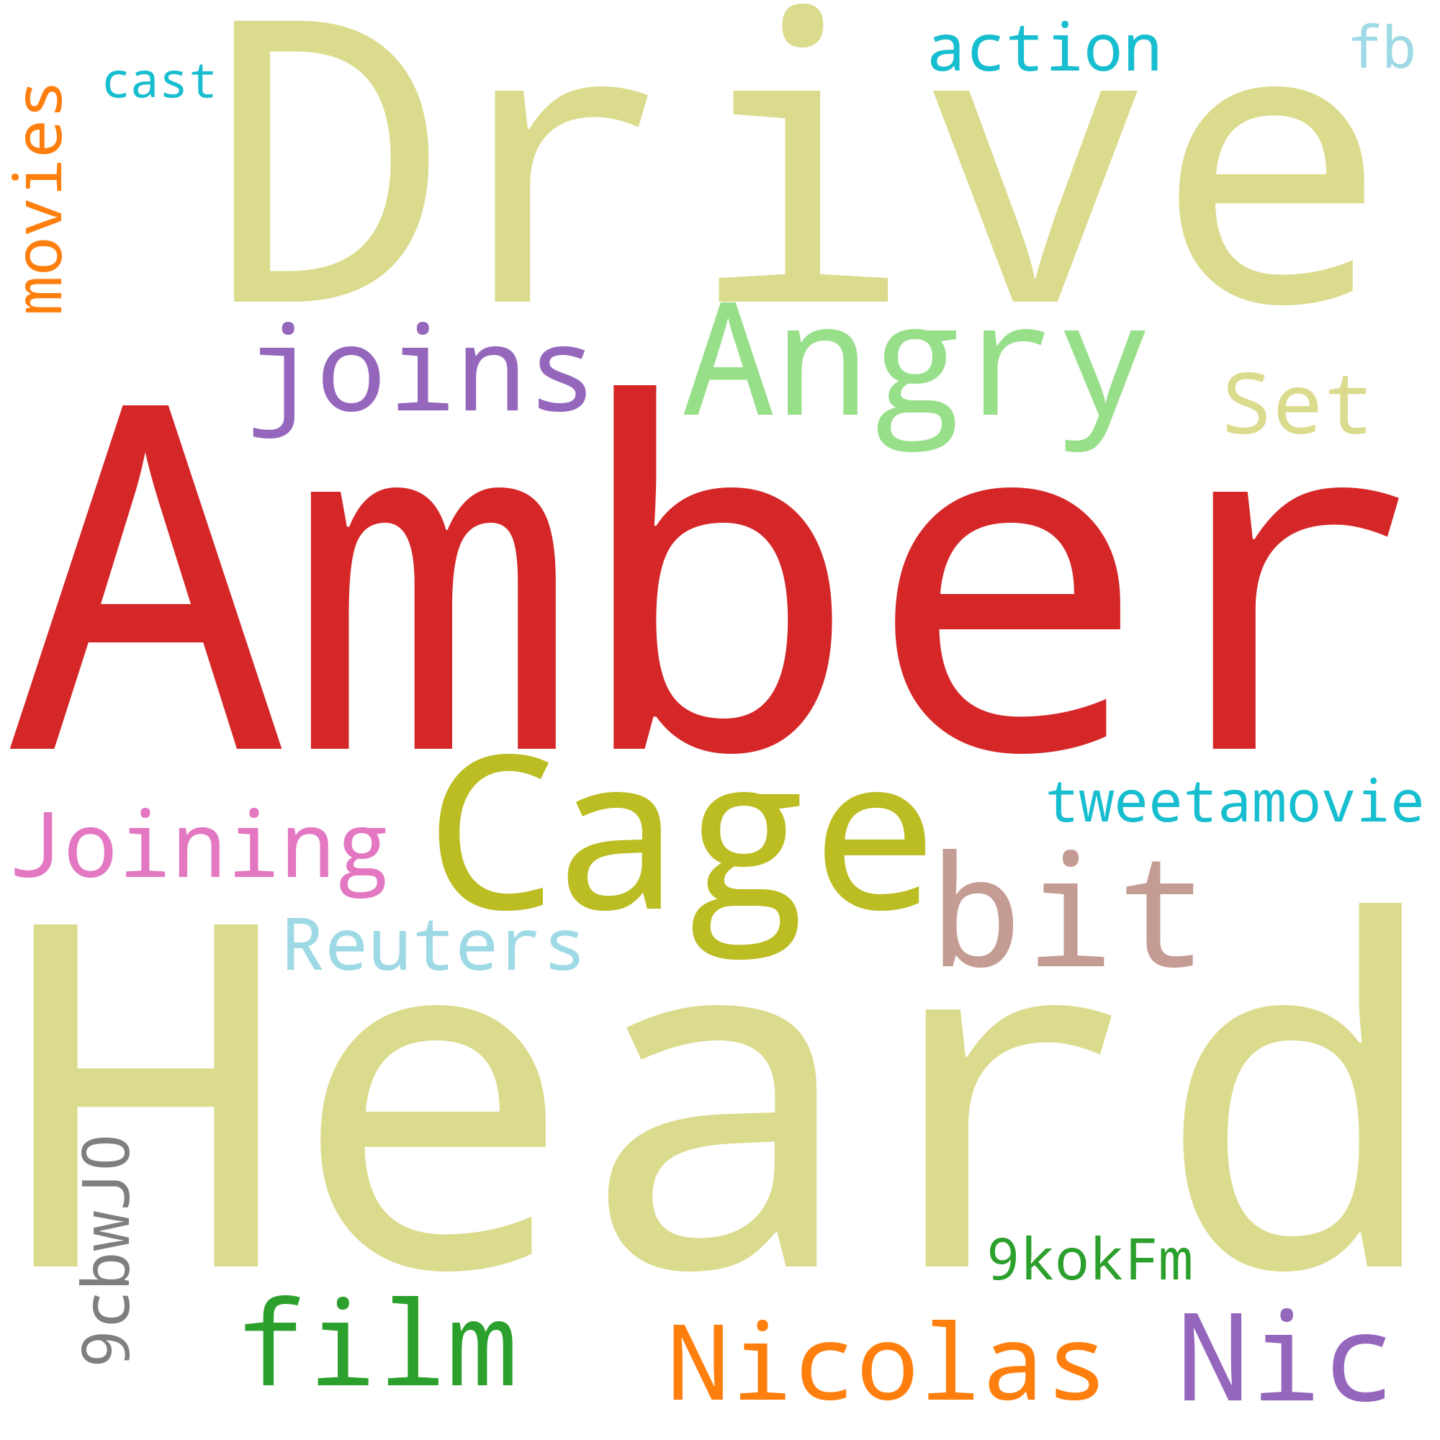 Drive
action
fb
cast
movies
joins
Angry
Set
Amber
Cage
tweetamovie
Joining
bit
Reuters
Heard
9cbwJO
9kokFm
film
Nicolas
Nic